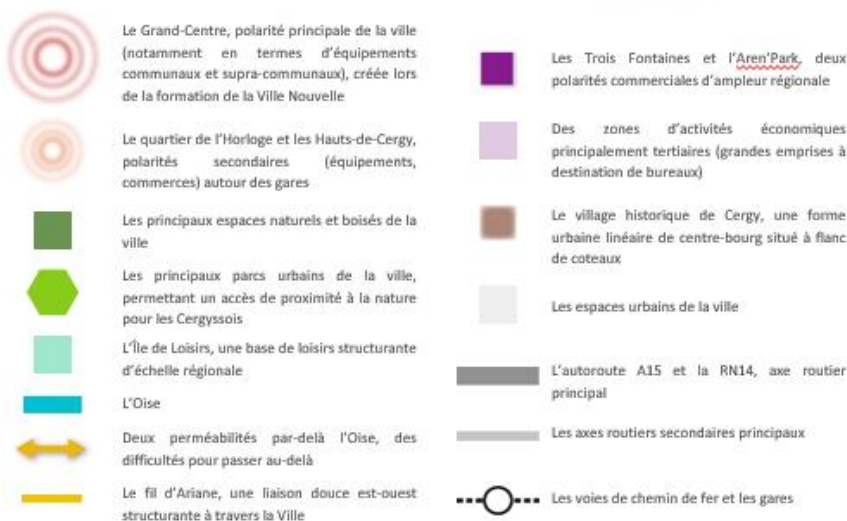 Le Grand-Centre, polarité principale de la ville
(notamment en termes d'équipements
communaux et supra-communaux), créée lors
de la formation de la Ville Nouvelle
Le quartier de l'Horloge et les Hauts-de-Cergy,
polarités secondaires (équipements,
commerces) autour des gares
Les principaux espaces naturels et boisés de la
ville
Les principaux parcs urbains de la ville,
permettant un accès de proximité à la nature
pour les Cergyssois
L'Île de Loisirs, une base de loisirs structurante
d'échelle régionale
L'Oise
Deux perméabilités par-delà l'Oise, des
difficultés pour passer au-delà
Le fil d'Ariane, une liaison douce est-ouest
structurante à travers la Ville
Les Trois Fontaines et l'Aren'Park, deux
polarités commerciales d'ampleur régionale
Des zones d'activités économiques
principalement tertiaires (grandes emprises à
destination de bureaux)
Le village historique de Cergy, une forme
urbaine linéaire de centre-bourg situé à flanc
de coteaux
Les espaces urbains de la ville
L'autoroute A15 et la RN14, axe routier
principal
Les axes routiers secondaires principaux
Les voies de chemin de fer et les gares